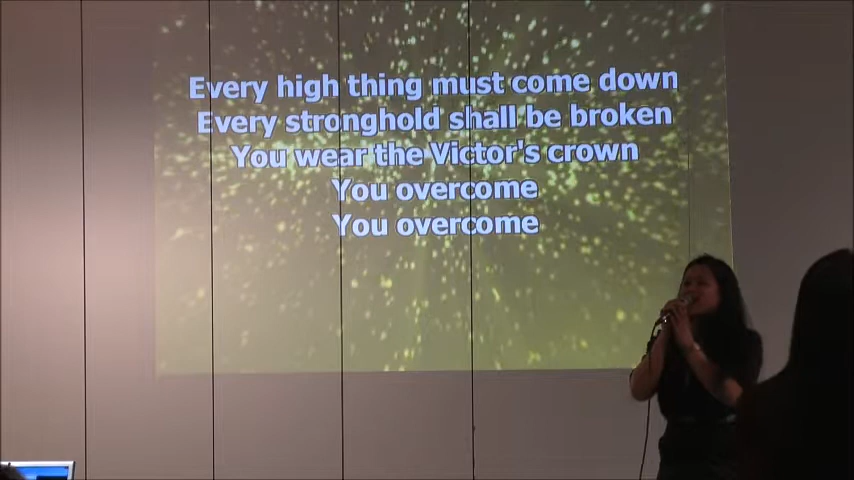 Every high thing must come down
Every stronghold shall be broken
You wear the Victor's crown
You overcome
You overcome